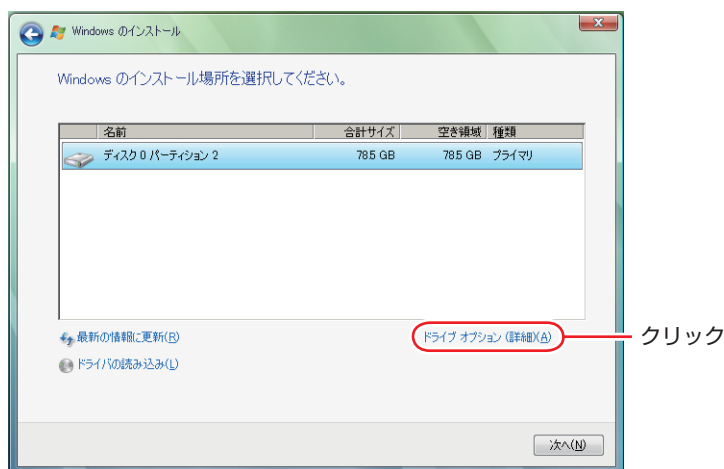 Windows のインストール
Windows のインストール場所を選択してください。
名前 合計サイズ 空き領域 種類
ディスク 0 パーティション 2 78.5 GB 78.5 GB プライマリ
最新の情報に更新(R) ドライブ オプション (詳細)(A) クリック
ドライバの読み込み(L)
次へ(N)